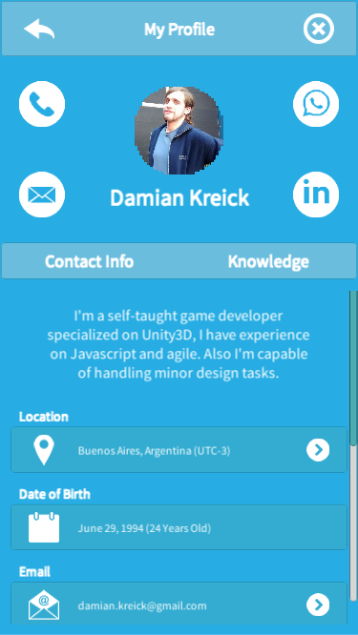 My Profile
Damian Kreick
in
Contact Info
Knowledge
I'm a self-taught game developer
specialized on Unity3D, I have experience
on Javascript and agile. Also I'm capable
of handling minor design tasks.
Location
Buenos Aires, Argentina (UTC-3)
Date of Birth
June 29, 1994 (24 Years Old)
Email
damian.kreick@gmail.com